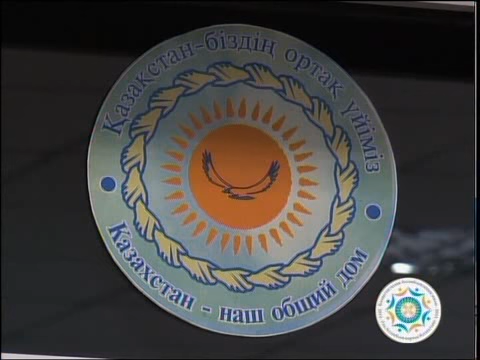 Қазақстан-біздің ортақ үйіміз
Казахстан - наш общий дом